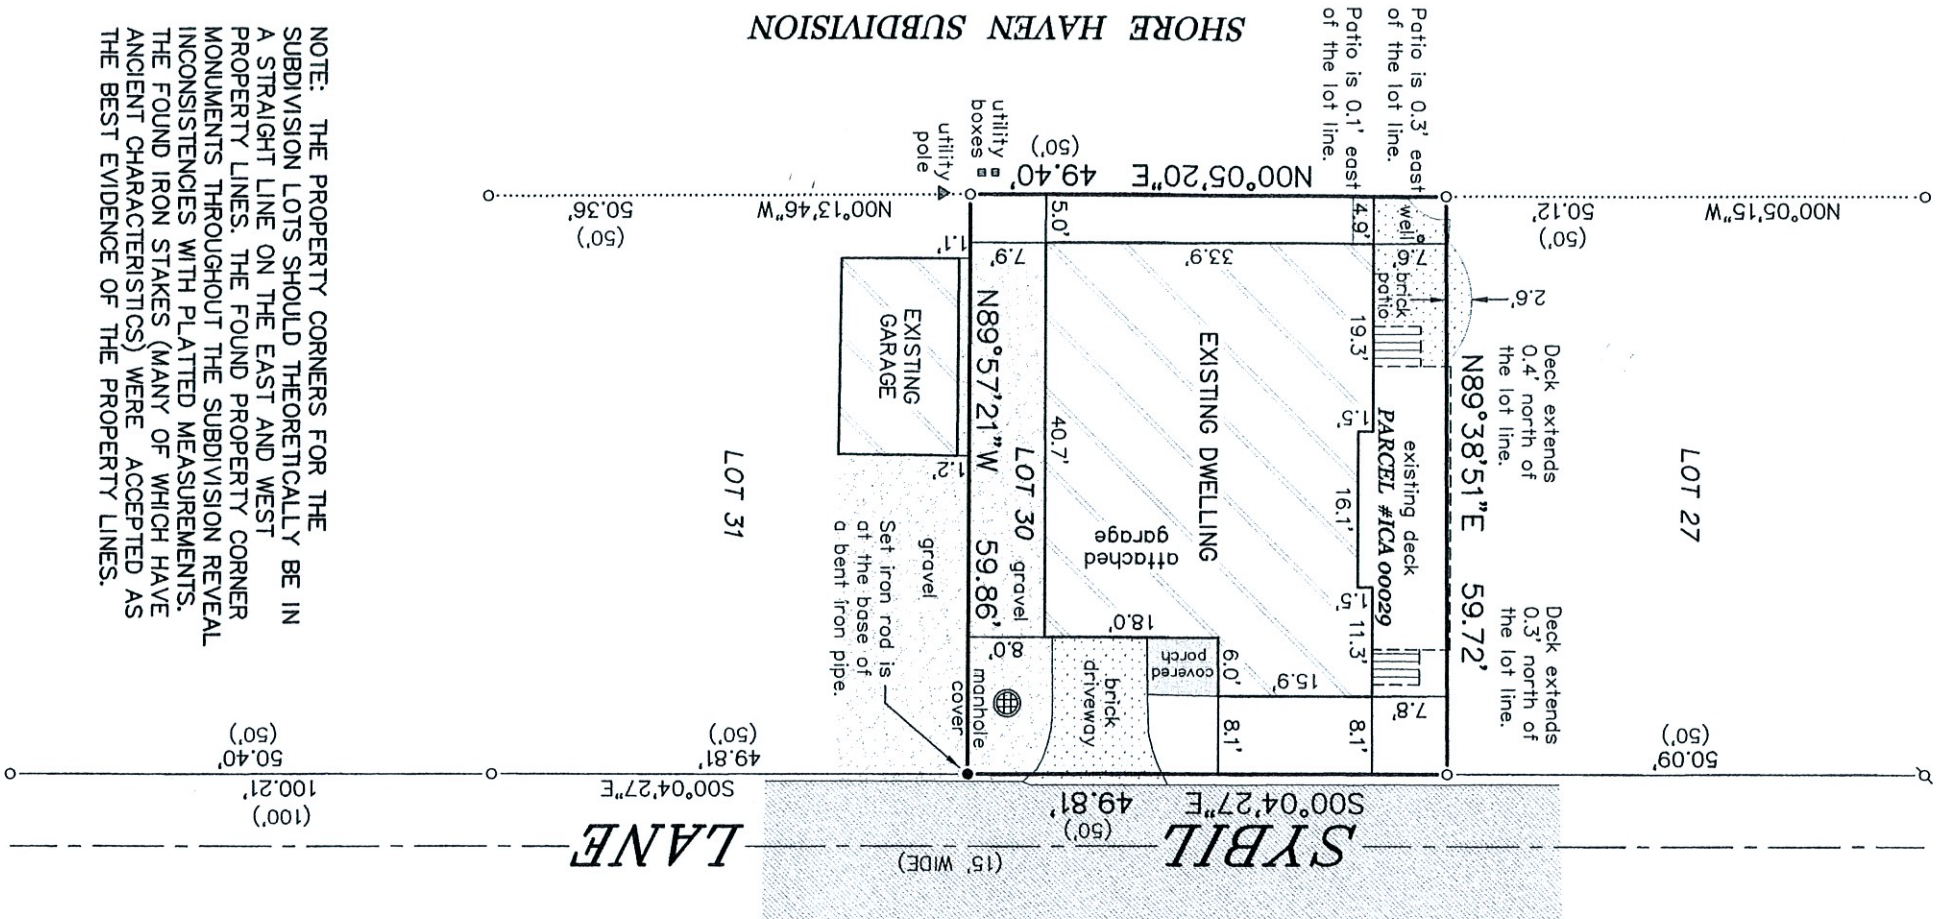 SHORE HAVEN SUBDIVISION
NOTE: THE PROPERTY CORNERS FOR THE
SUBDIVISION LOTS SHOULD THEORETICALLY BE IN
A STRAIGHT LINE ON THE EAST AND WEST
PROPERTY LINES. THE FOUND PROPERTY CORNER
MONUMENTS THROUGHOUT THE SUBDIVISION REVEAL
INCONSISTENCIES WITH PLATTED MEASUREMENTS.
THE FOUND IRON STAKES (MANY OF WHICH HAVE
ANCIENT CHARACTERISTICS) WERE ACCEPTED AS
THE BEST EVIDENCE OF THE PROPERTY LINES.
Patio is 0.3' east
of the lot line.
Patio is 0.1' east
of the lot line.
utility
boxes
utility
pole
(50')
49.40'
N00°05'20"E
N00°13'46"W
50.36'
(50')
N00°05'15"W
50.12'
(50')
5.0'
4.9'
well
7.6'
brick
patio
33.9'
7.9'
1.1'
2.6'
Deck extends
0.4' north of
the lot line.
N89°38'51"E 59.72'
Deck extends
0.3' north of
the lot line.
LOT 27
19.3'
1.5'
16.1'
1.5'
11.3'
existing deck
PARCEL #ICA 00029
EXISTING DWELLING
attached
garage
40.7'
18.0'
N89°57'21"W 59.86'
LOT 30
gravel
EXISTING
GARAGE
1.2'
LOT 31
gravel
Set iron rod is
at the base of
a bent iron pipe.
8.0'
manhole
cover
brick
driveway
covered
porch
6.0'
15.9'
8.1'
8.1'
7.8'
50.09'
(50')
S00°04'27"E
49.81'
(50')
S00°04'27"E
49.81'
(50')
50.40'
(50')
100.21'
(100')
SYBIL LANE
(15' WIDE)